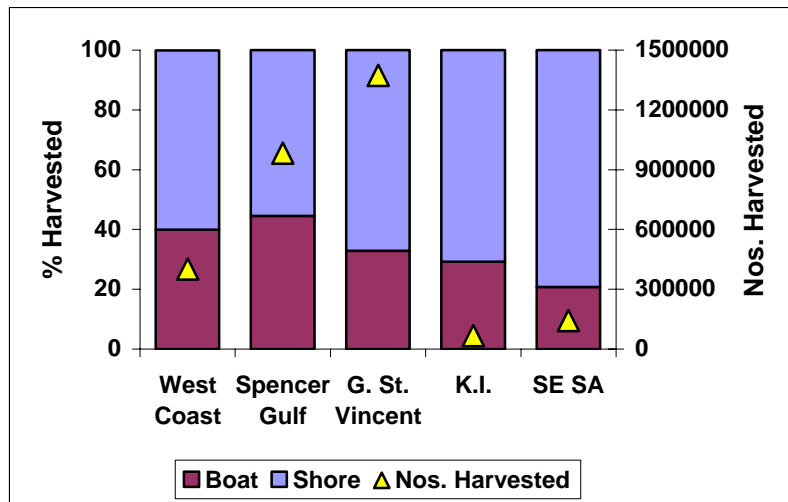 % Harvested
100
80
60
40
20
0
1500000
1200000
900000
600000
300000
0
Nos. Harvested
West Coast
Spencer Gulf
G. St. Vincent
K.I.
SE SA
Boat
Shore
Nos. Harvested